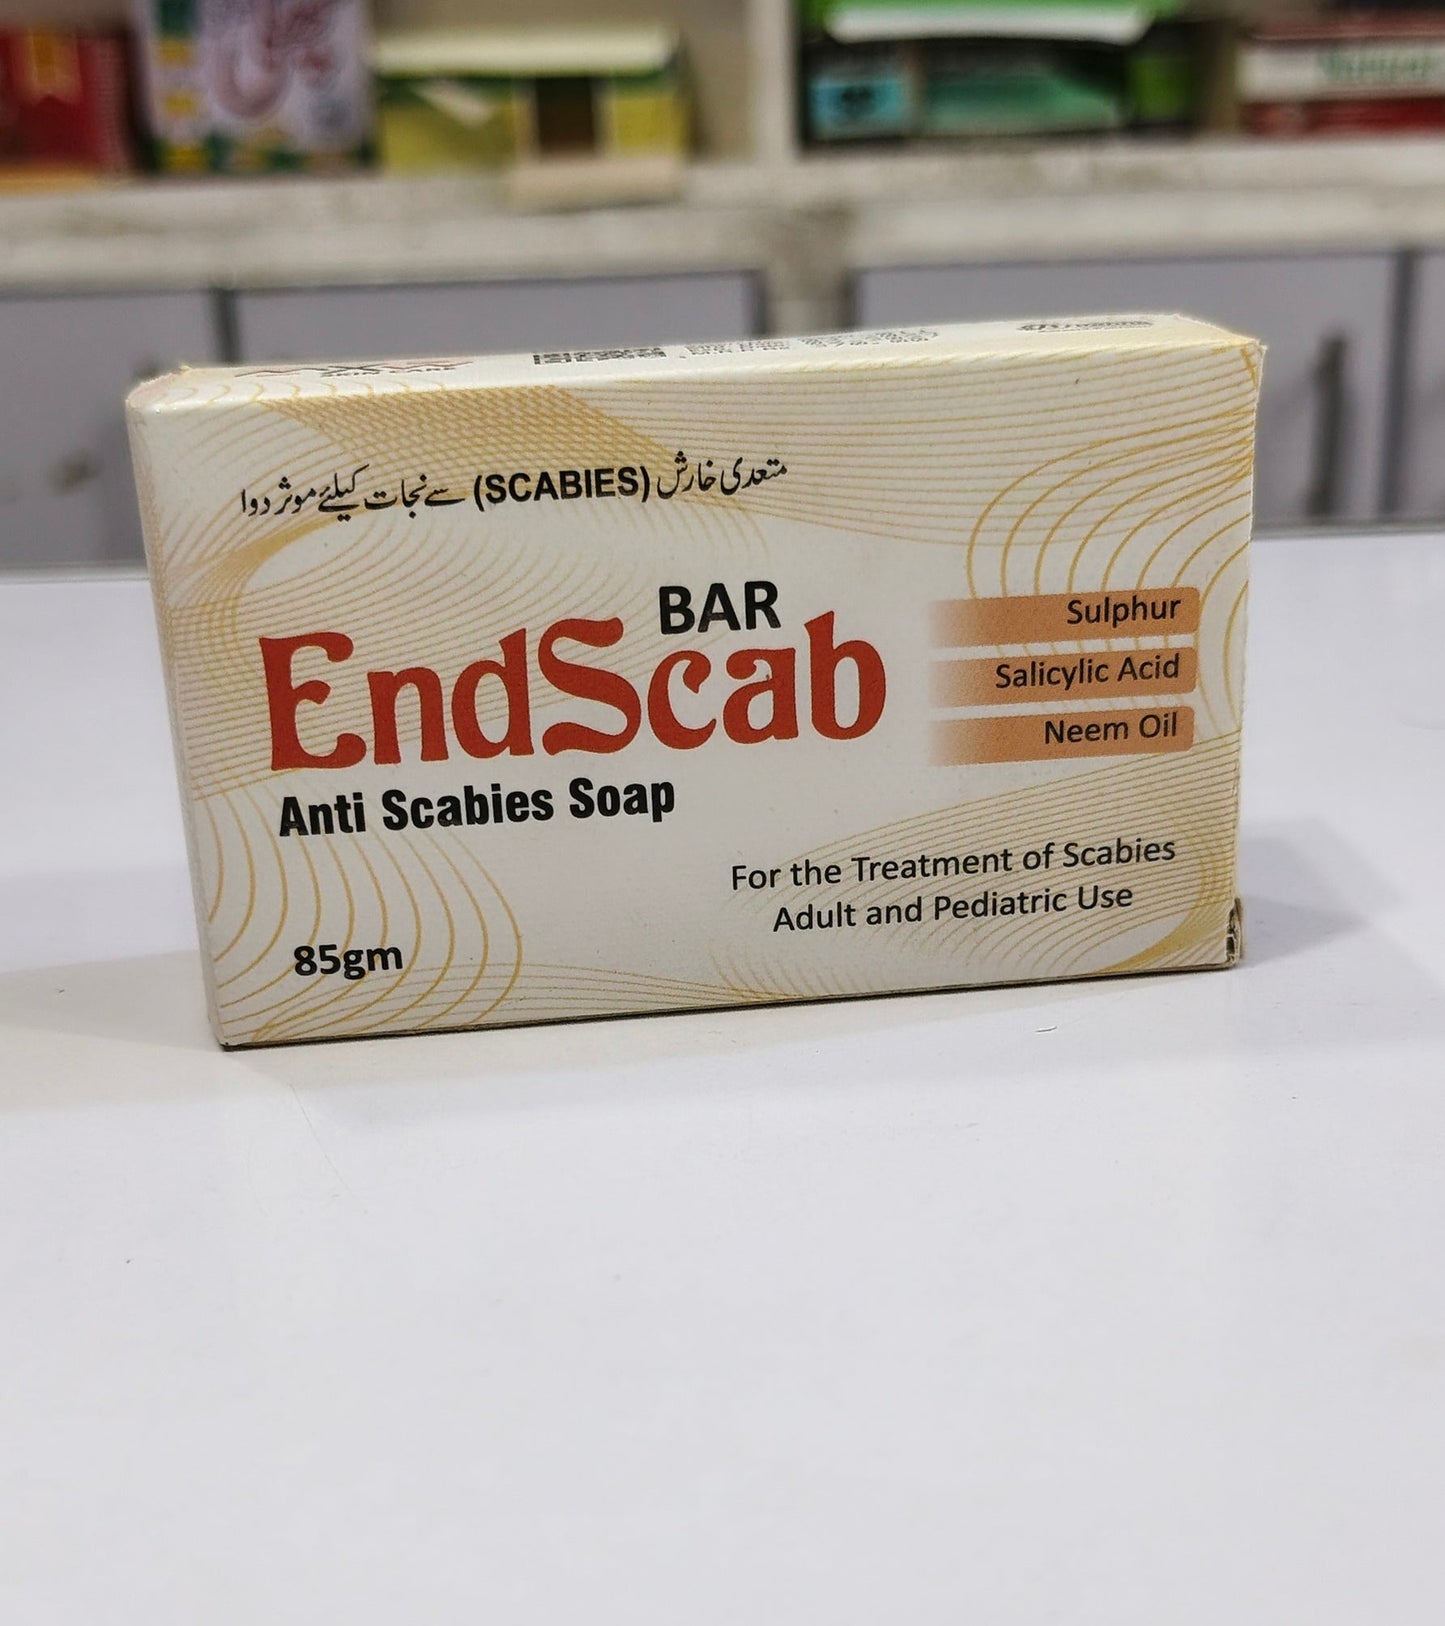 متعدی خارش (SCABIES) سے نجات کیلئے موثر دوا
BAR
EndScab
Anti Scabies Soap
Sulphur
Salicylic Acid
Neem Oil
For the Treatment of Scabies
Adult and Pediatric Use
85gm